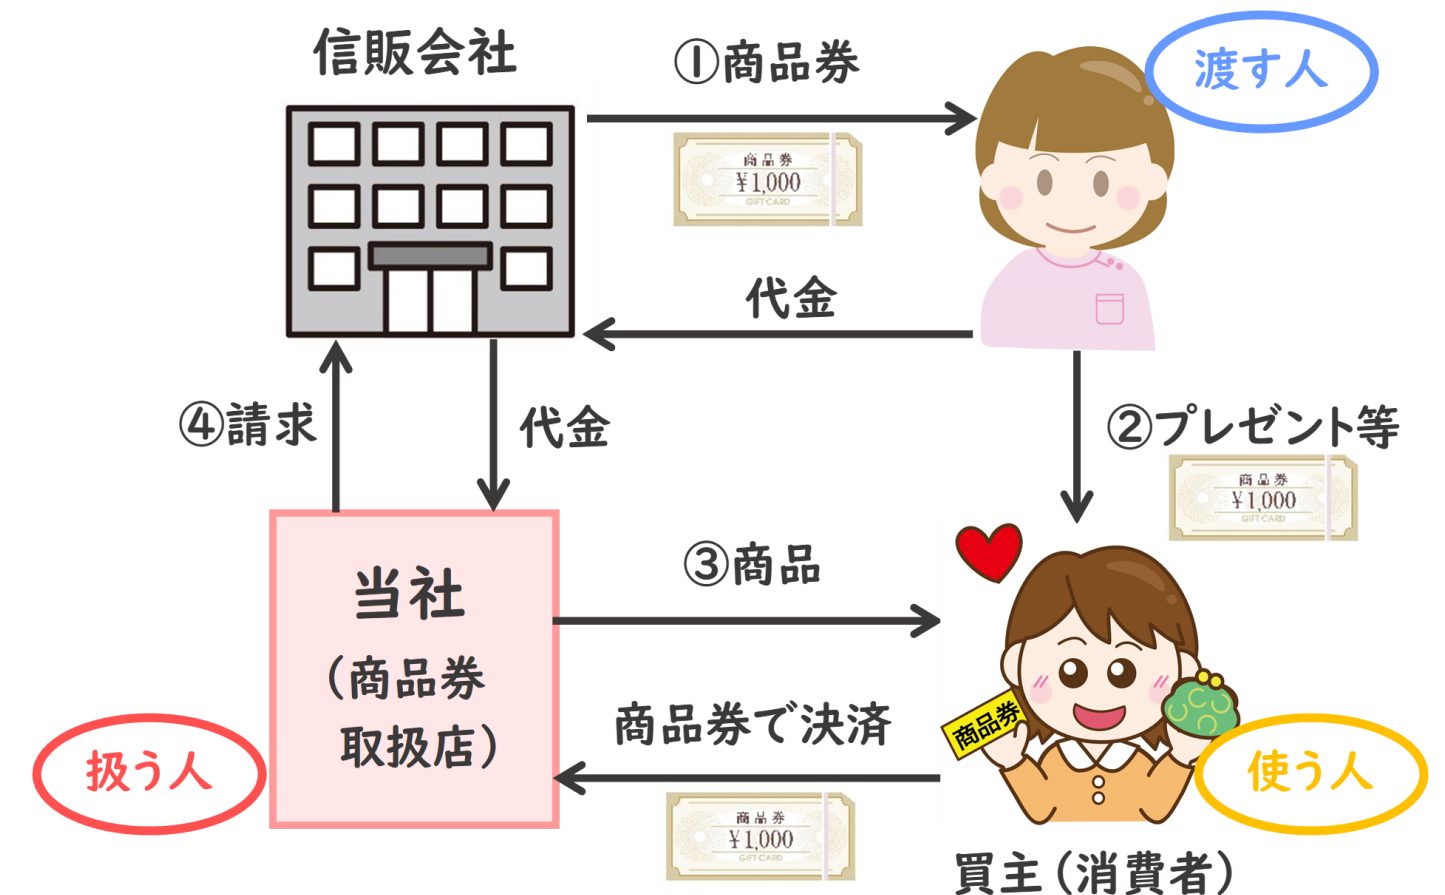 信販会社
①商品券
渡す人
商品券
¥1,000
GIFT CARD
代金
④請求
代金
②プレゼント等
商品券
¥1,000
GIFT CARD
当社
（商品券
取扱店）
扱う人
③商品
商品券で決済
商品券
¥1,000
GIFT CARD
商品券
使う人
買主（消費者）